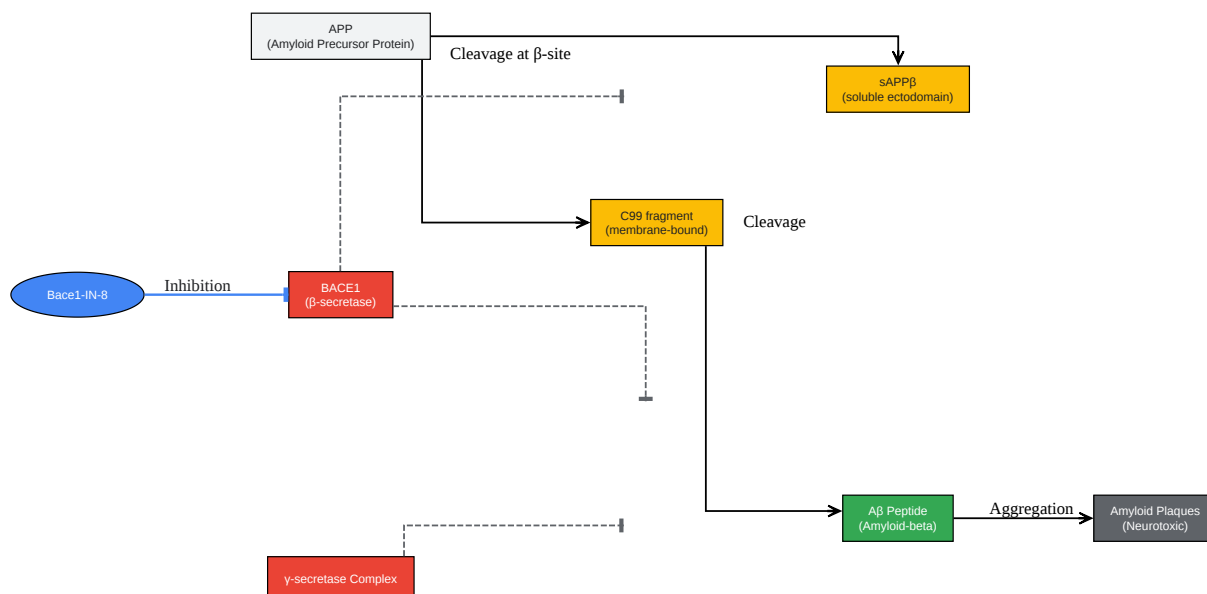 APP
(Amyloid Precursor Protein)
Cleavage at β-site
sAPPβ
(soluble ectodomain)
C99 fragment
(membrane-bound)
Cleavage
Bace1-IN-8
Inhibition
BACE1
(β-secretase)
Aβ Peptide
(Amyloid-beta)
Aggregation
Amyloid Plaques
(Neurotoxic)
γ-secretase Complex